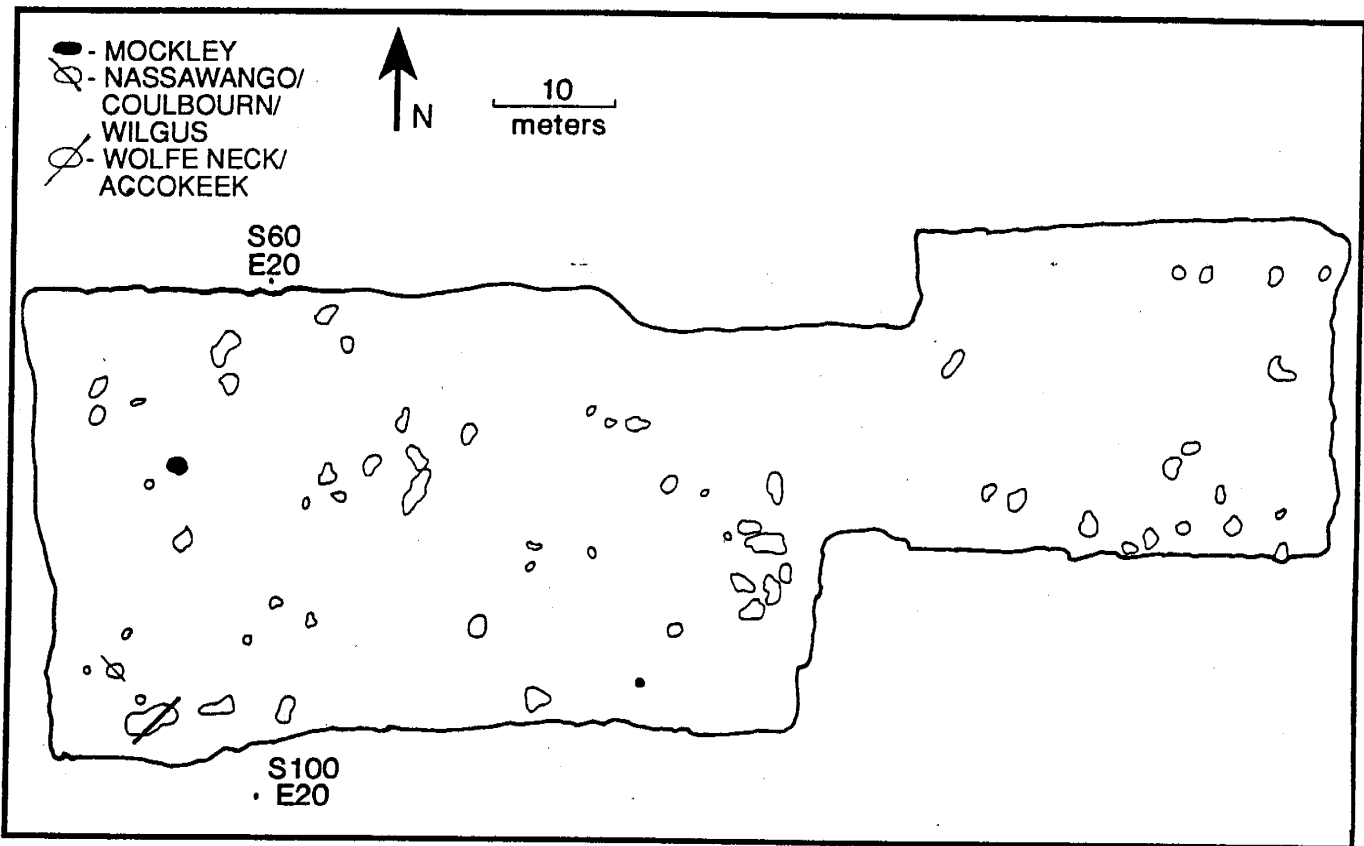 - MOCKLEY
- NASSAWANGO/
COULBOURN/
WILGUS
- WOLFE NECK/
ACCOKEEK
N
10
meters
S60
E20
S100
E20